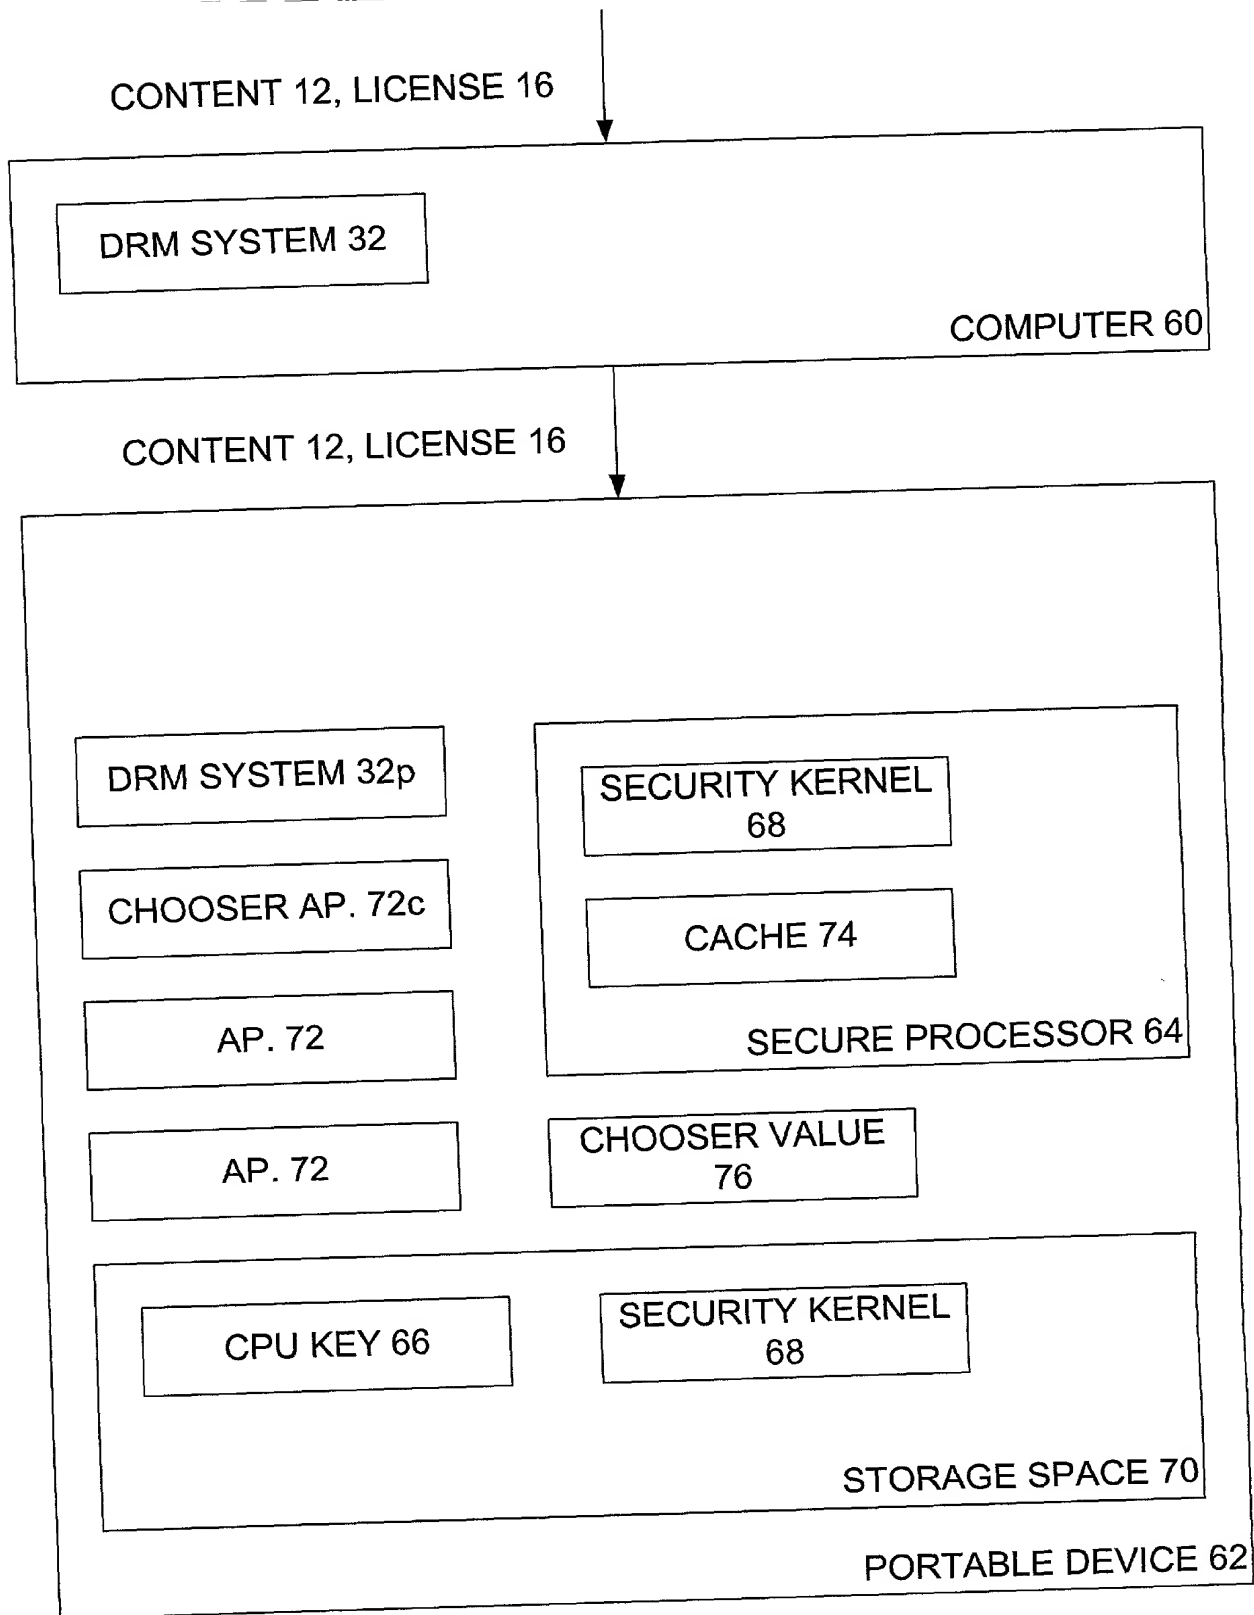 CONTENT 12, LICENSE 16
DRM SYSTEM 32
COMPUTER 60
CONTENT 12, LICENSE 16
DRM SYSTEM 32p
SECURITY KERNEL
68
CHOOSER AP. 72c
CACHE 74
AP. 72
SECURE PROCESSOR 64
AP. 72
CHOOSER VALUE
76
CPU KEY 66
SECURITY KERNEL
68
STORAGE SPACE 70
PORTABLE DEVICE 62